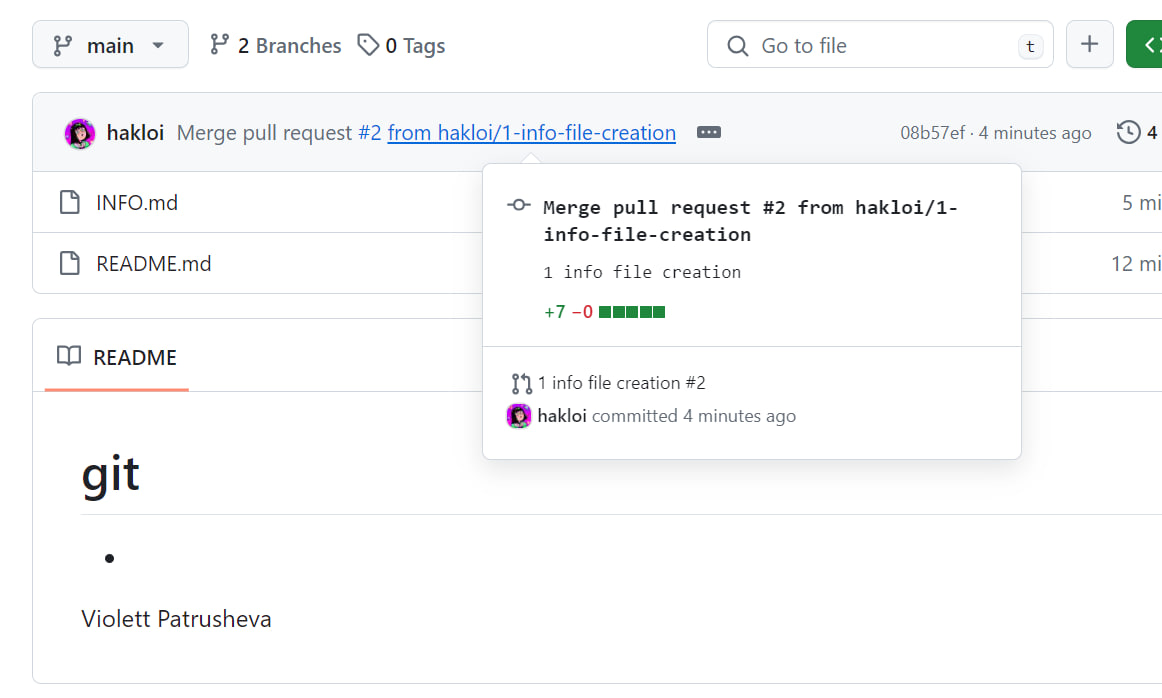 main 2 Branches 0 Tags Go to file t
hakloi Merge pull request #2 from hakloi/1-info-file-creation 08b57ef · 4 minutes ago 4
INFO.md 5 mi
README.md 12 mi
Merge pull request #2 from hakloi/1-
info-file-creation
1 info file creation
+7 −0
1 info file creation #2
hakloi committed 4 minutes ago
README
git
Violett Patrusheva